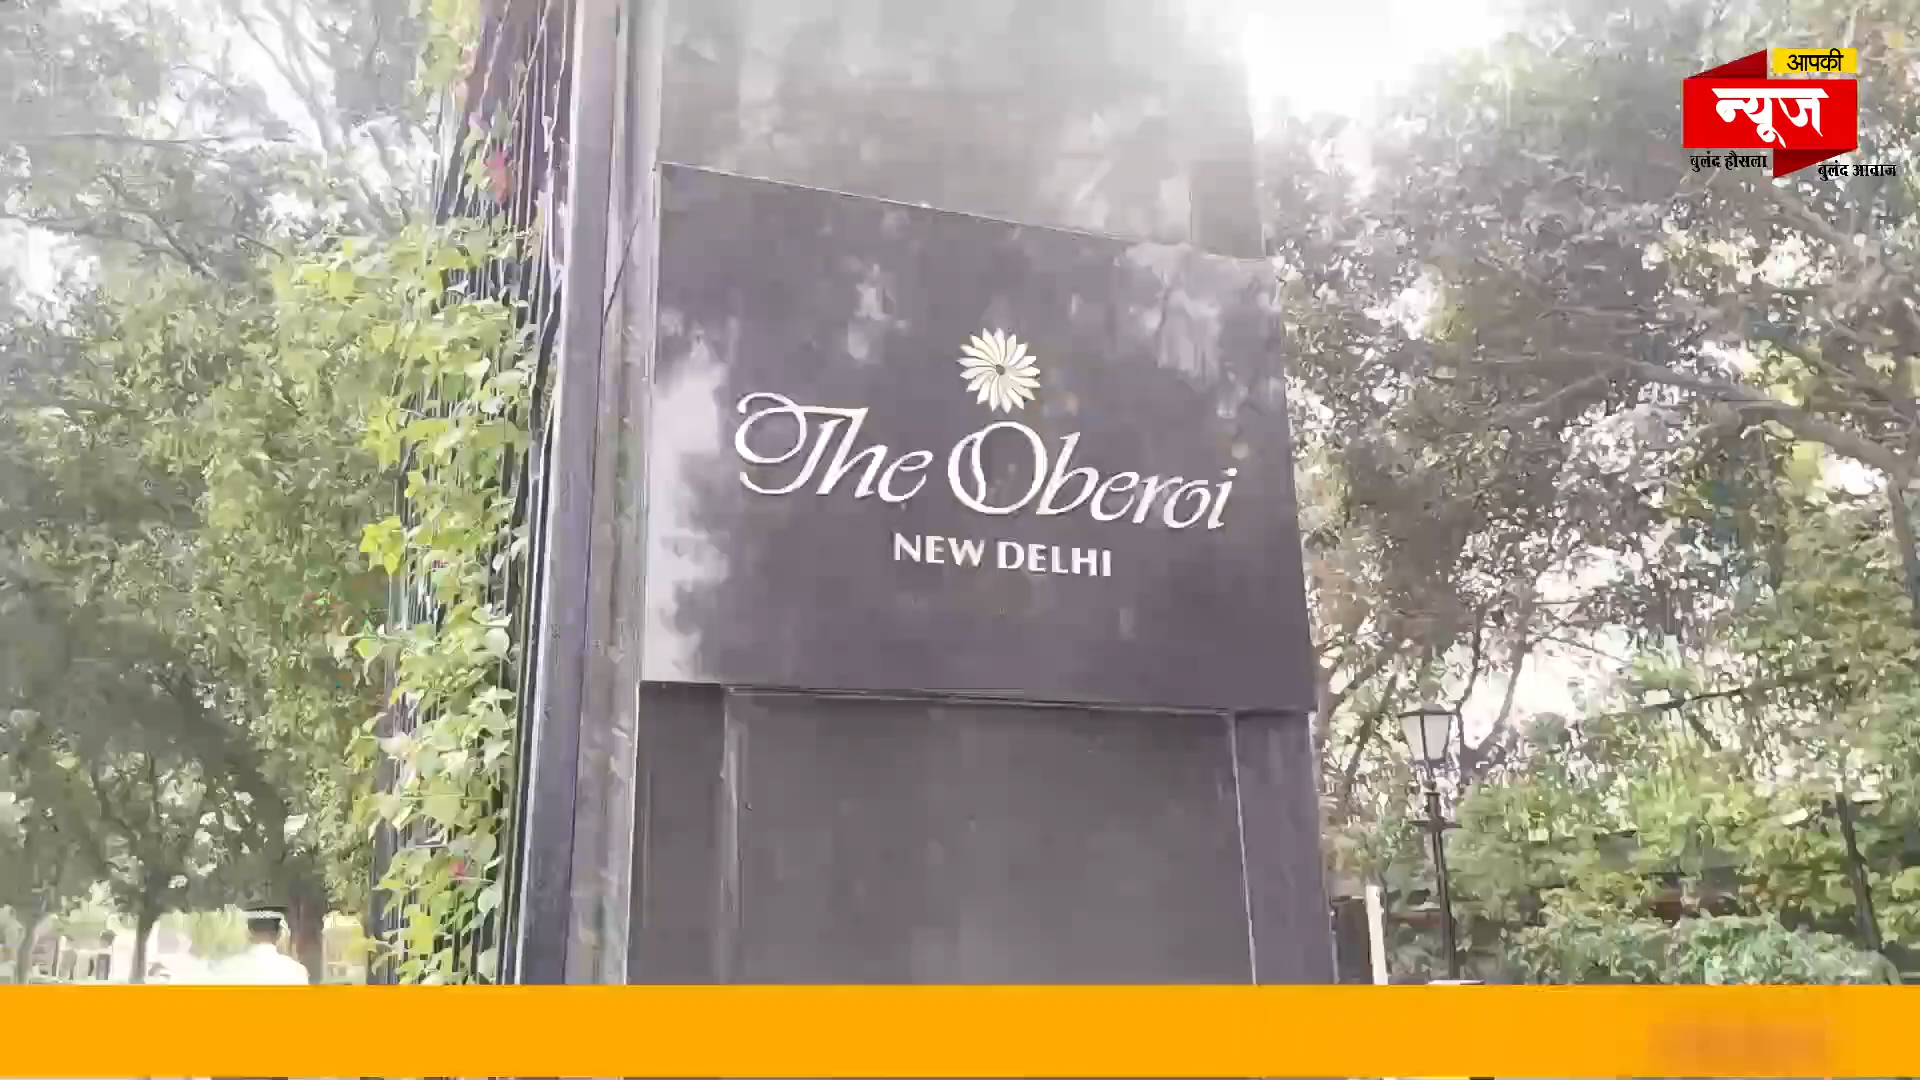 आपकी
न्यूज
बुलंद हौसला
बुलंद आवाज
The Oberoi
NEW DELHI